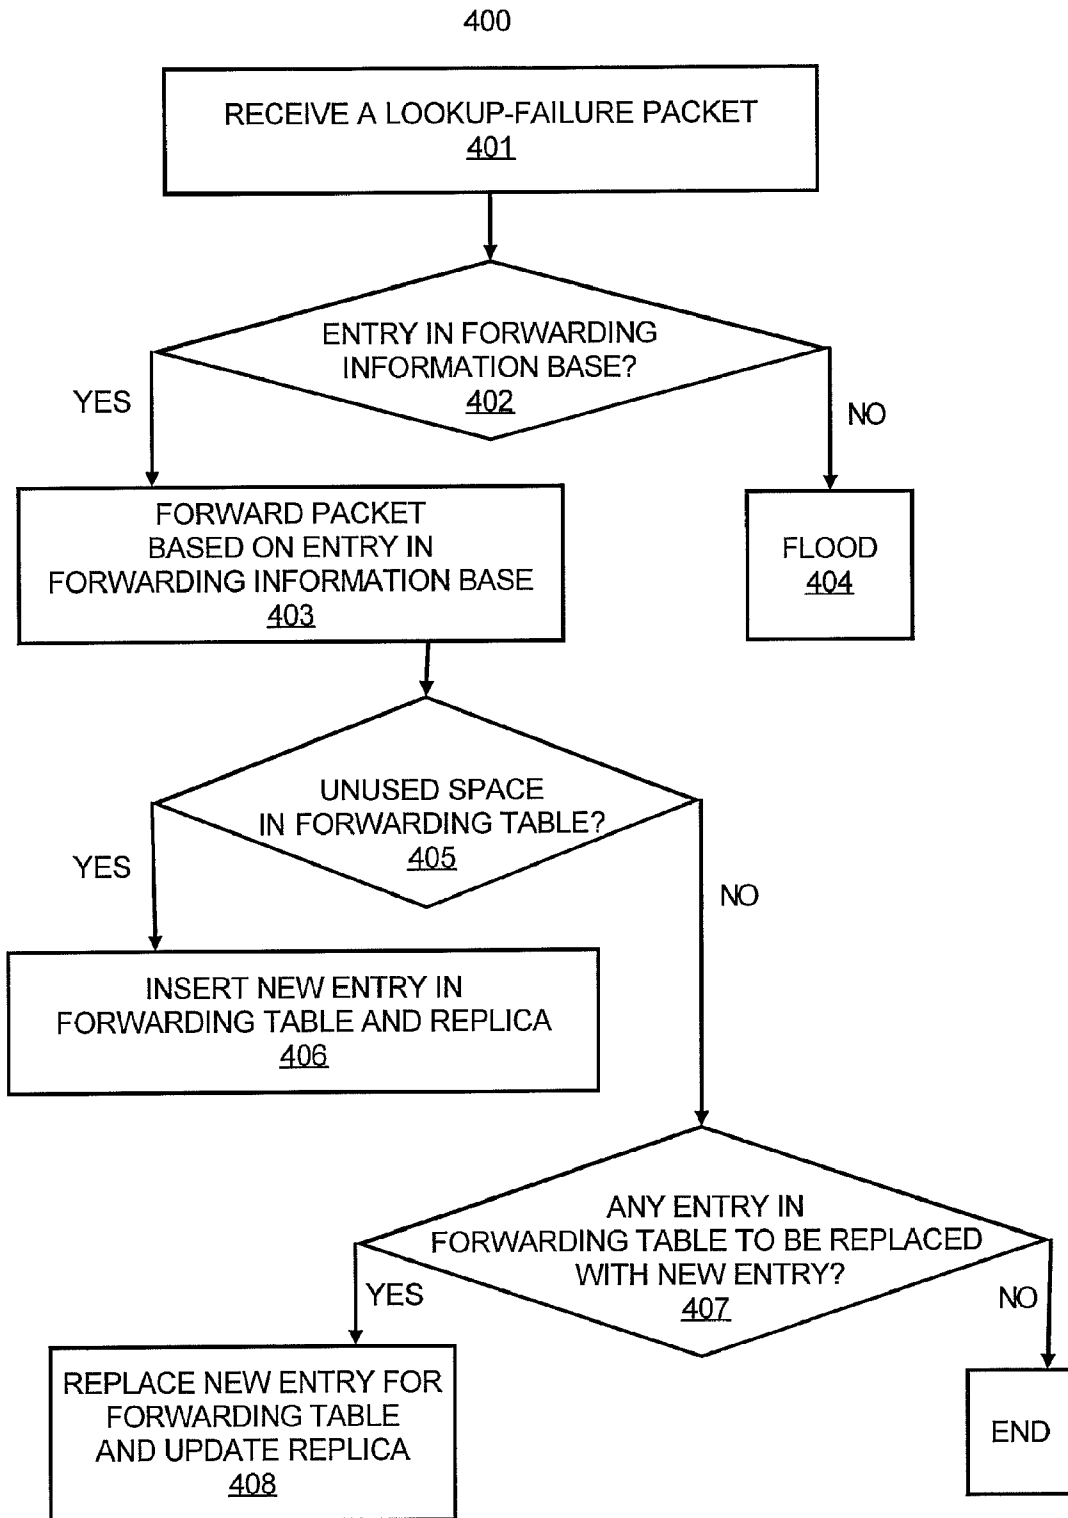 400
RECEIVE A LOOKUP-FAILURE PACKET
401
ENTRY IN FORWARDING
INFORMATION BASE?
402
YES
NO
FORWARD PACKET
BASED ON ENTRY IN
FORWARDING INFORMATION BASE
403
FLOOD
404
UNUSED SPACE
IN FORWARDING TABLE?
405
YES
NO
INSERT NEW ENTRY IN
FORWARDING TABLE AND REPLICA
406
ANY ENTRY IN
FORWARDING TABLE TO BE REPLACED
WITH NEW ENTRY?
407
YES
NO
REPLACE NEW ENTRY FOR
FORWARDING TABLE
AND UPDATE REPLICA
408
END